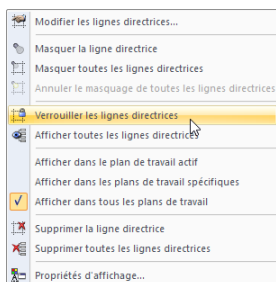 Modifier les lignes directrices...
Masquer la ligne directrice
Masquer toutes les lignes directrices
Annuler le masquage de toutes les lignes directrices
Verrouiller les lignes directrices
Afficher toutes les lignes directrices
Afficher dans le plan de travail actif
Afficher dans les plans de travail spécifiques
Afficher dans tous les plans de travail
Supprimer la ligne directrice
Supprimer toutes les lignes directrices
Propriétés d'affichage...